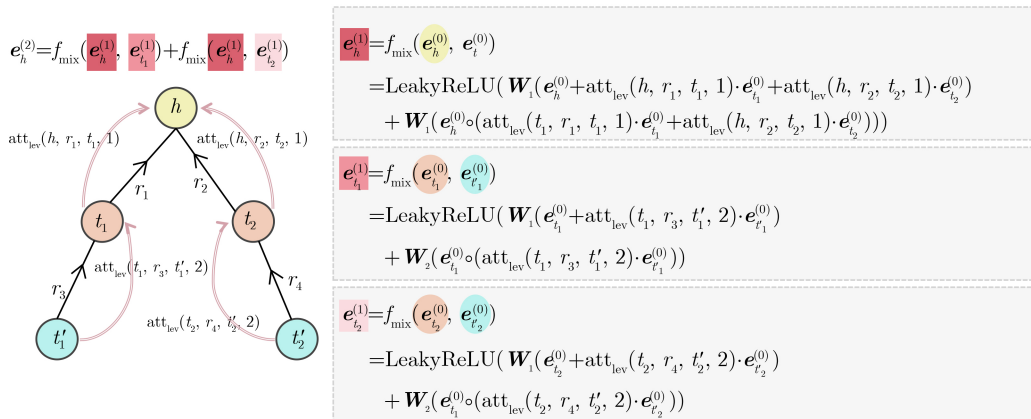 e_h^(2)=f_mix(e_h^(1), e_t₁^(1))+f_mix(e_h^(1), e_t₂^(1))
h
att_lev(h, r₁, t₁, 1)
att_lev(h, r₂, t₂, 1)
r₁
r₂
t₁
t₂
att_lev(t₁, r₃, t′₁, 2)
r₃
r₄
att_lev(t₂, r₄, t′₂, 2)
t′₁
t′₂
e_h^(1)=f_mix(e_h^(0), e_t^(0))
=LeakyReLU(W₁(e_h^(0)+att_lev(h, r₁, t₁, 1)·e_t₁^(0)+att_lev(h, r₂, t₂, 1)·e_t₂^(0))
+W₁(e_h^(0)∘(att_lev(t₁, r₁, t₁, 1)·e_t₁^(0)+att_lev(h, r₂, t₂, 1)·e_t₂^(0))))
e_t₁^(1)=f_mix(e_t₁^(0), e_t′₁^(0))
=LeakyReLU(W₁(e_t₁^(0)+att_lev(t₁, r₃, t′₁, 2)·e_t′₁^(0))
+W₂(e_t₁^(0)∘(att_lev(t₁, r₃, t′₁, 2)·e_t′₁^(0)))
e_t₂^(1)=f_mix(e_t₂^(0), e_t′₂^(0))
=LeakyReLU(W₁(e_t₂^(0)+att_lev(t₂, r₄, t′₂, 2)·e_t′₂^(0))
+W₂(e_t₁^(0)∘(att_lev(t₂, r₄, t′₂, 2)·e_t′₂^(0)))